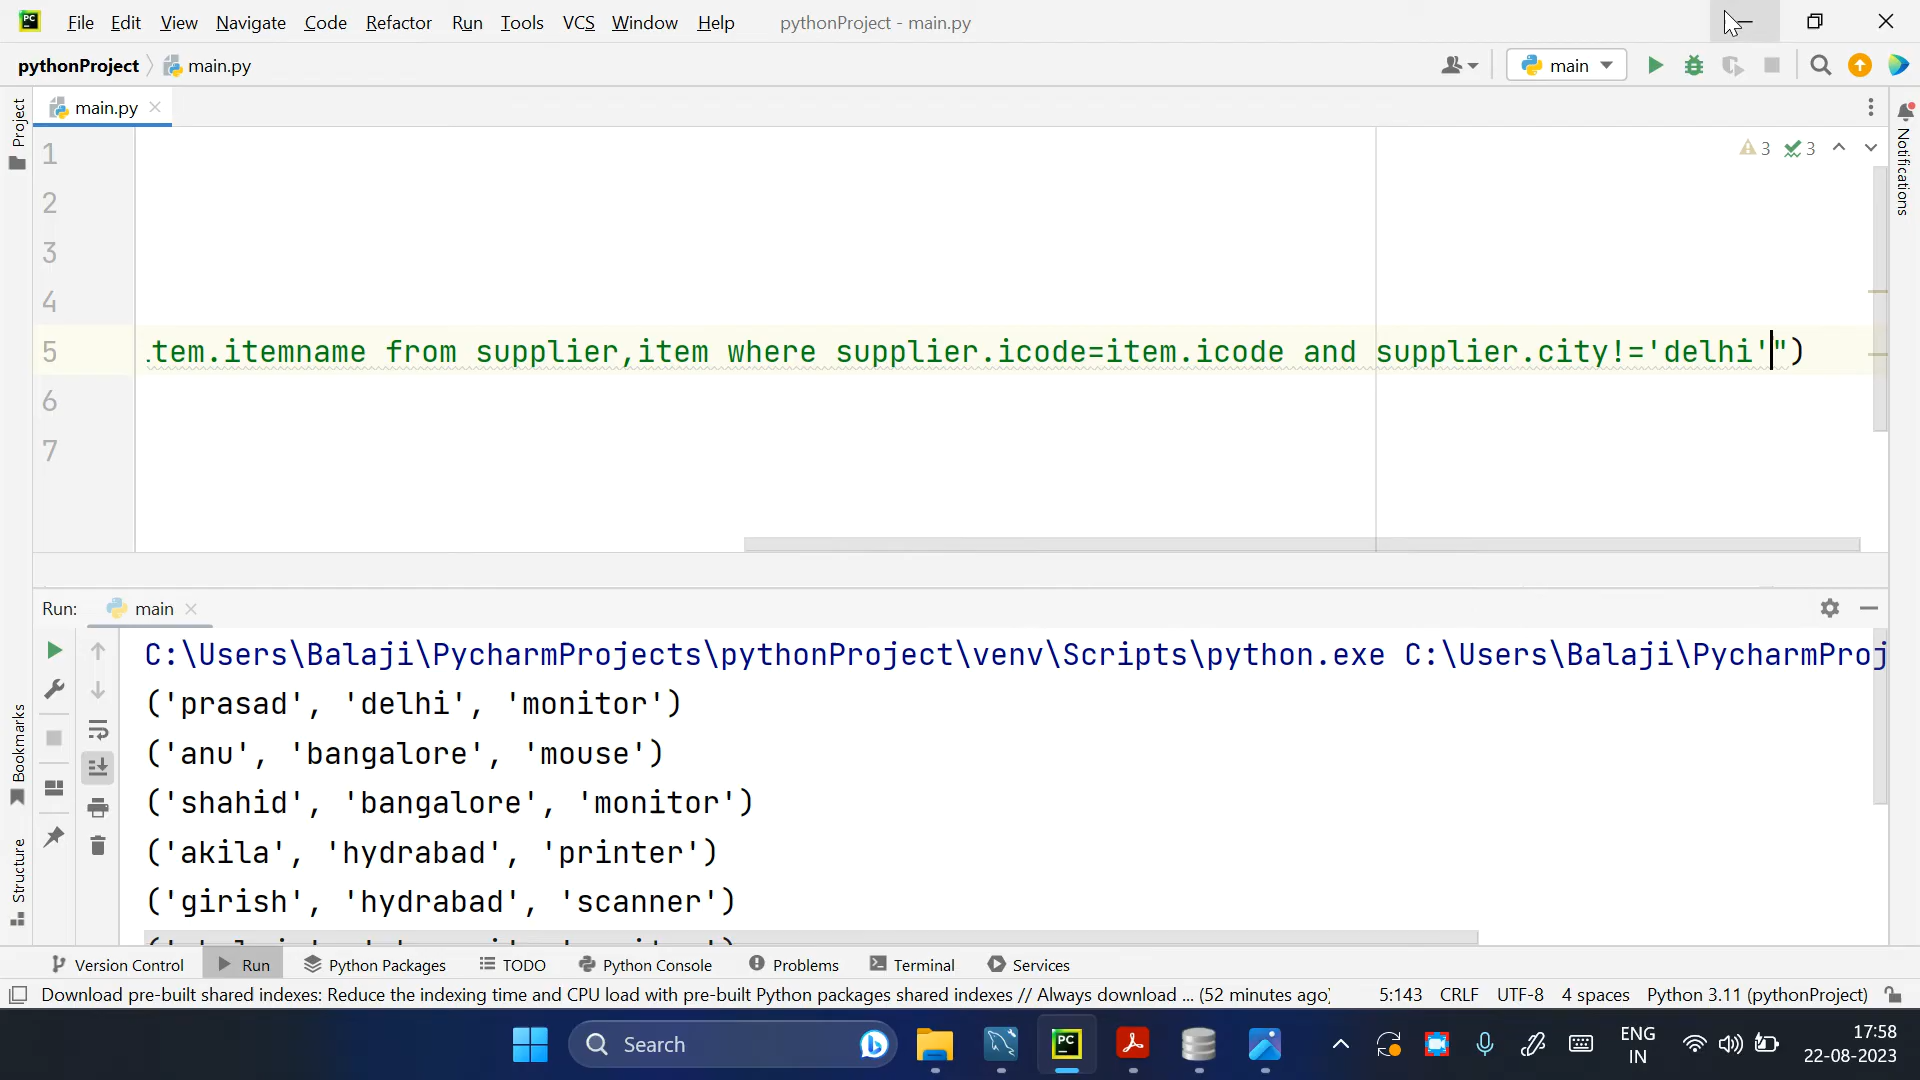 File Edit View Navigate Code Refactor Run Tools VCS Window Help pythonProject - main.py
pythonProject main.py main
Project
main.py
Notifications
1
3 3
2
3
4
5 tem.itemname from supplier,item where supplier.icode=item.icode and supplier.city!='delhi'")
6
7
Run: main
C:\Users\Balaji\PycharmProjects\pythonProject\venv\Scripts\python.exe C:\Users\Balaji\PycharmProj
('prasad', 'delhi', 'monitor')
('anu', 'bangalore', 'mouse')
('shahid', 'bangalore', 'monitor')
('akila', 'hydrabad', 'printer')
('girish', 'hydrabad', 'scanner')
Bookmarks
Structure
Version Control Run Python Packages TODO Python Console Problems Terminal Services
Download pre-built shared indexes: Reduce the indexing time and CPU load with pre-built Python packages shared indexes // Always download ... (52 minutes ago) 5:143 CRLF UTF-8 4 spaces Python 3.11 (pythonProject)
Search
PC
ENG
IN
17:58
22-08-2023